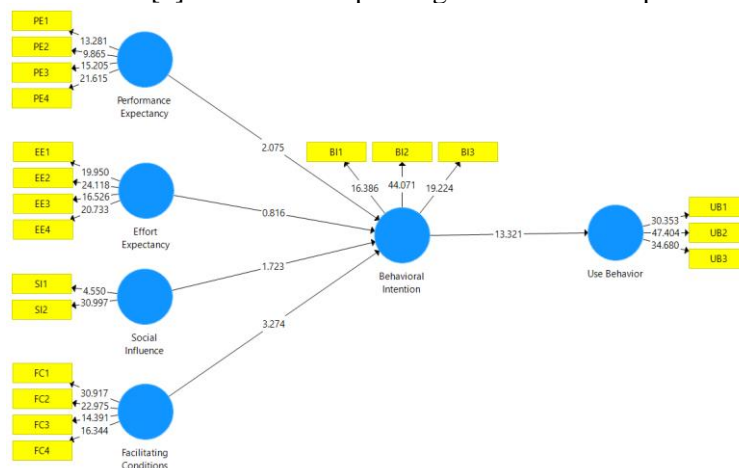 PE1
PE2
PE3
PE4
13.281
9.865
15.205
21.615
Performance
Expectancy
2.075
EE1
EE2
EE3
EE4
19.950
24.118
16.526
20.733
Effort
Expectancy
0.816
SI1
SI2
4.550
30.997
Social
Influence
1.723
FC1
FC2
FC3
FC4
30.917
22.975
14.391
16.344
Facilitating
Conditions
3.274
BI1
BI2
BI3
16.386
44.071
19.224
Behavioral
Intention
13.321
Use Behavior
30.353
47.404
34.680
UB1
UB2
UB3